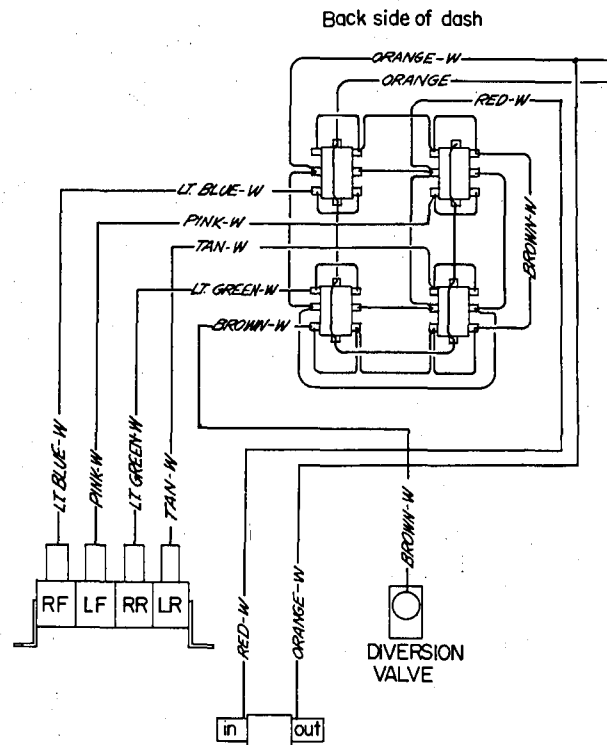 Back side of dash
ORANGE-W
ORANGE
RED-W
LT. BLUE-W
PINK-W
TAN-W
BROWN-W
LT. GREEN-W
BROWN-W
LT BLUE-W
PINK-W
LT GREEN-W
TAN-W
RED-W
ORANGE-W
BROWN-W
RF LF RR LR
DIVERSION
VALVE
in out